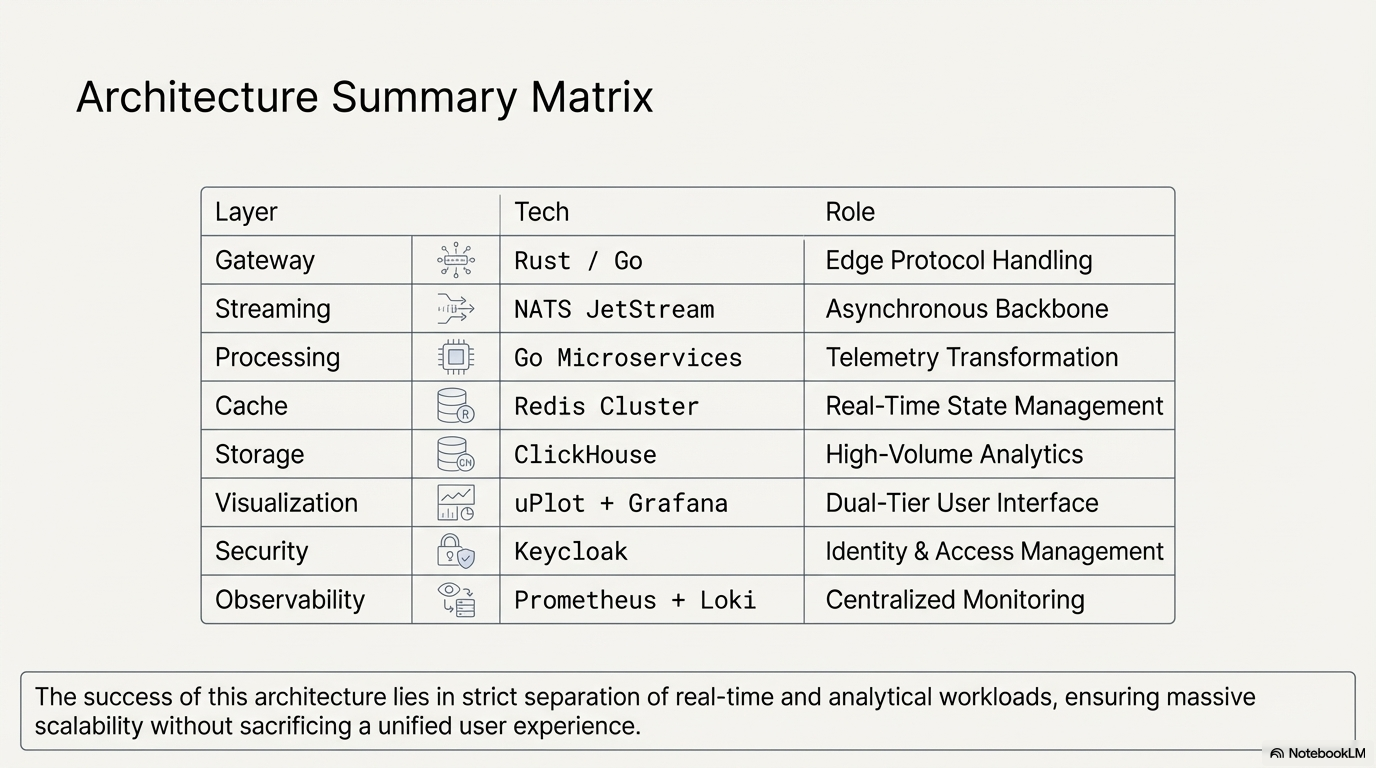 Architecture Summary Matrix
Layer Tech Role
Gateway Rust / Go Edge Protocol Handling
Streaming NATS JetStream Asynchronous Backbone
Processing Go Microservices Telemetry Transformation
Cache R Redis Cluster Real-Time State Management
Storage CH ClickHouse High-Volume Analytics
Visualization uPlot + Grafana Dual-Tier User Interface
Security Keycloak Identity & Access Management
Observability Prometheus + Loki Centralized Monitoring
The success of this architecture lies in strict separation of real-time and analytical workloads, ensuring massive
scalability without sacrificing a unified user experience.
NotebookLM